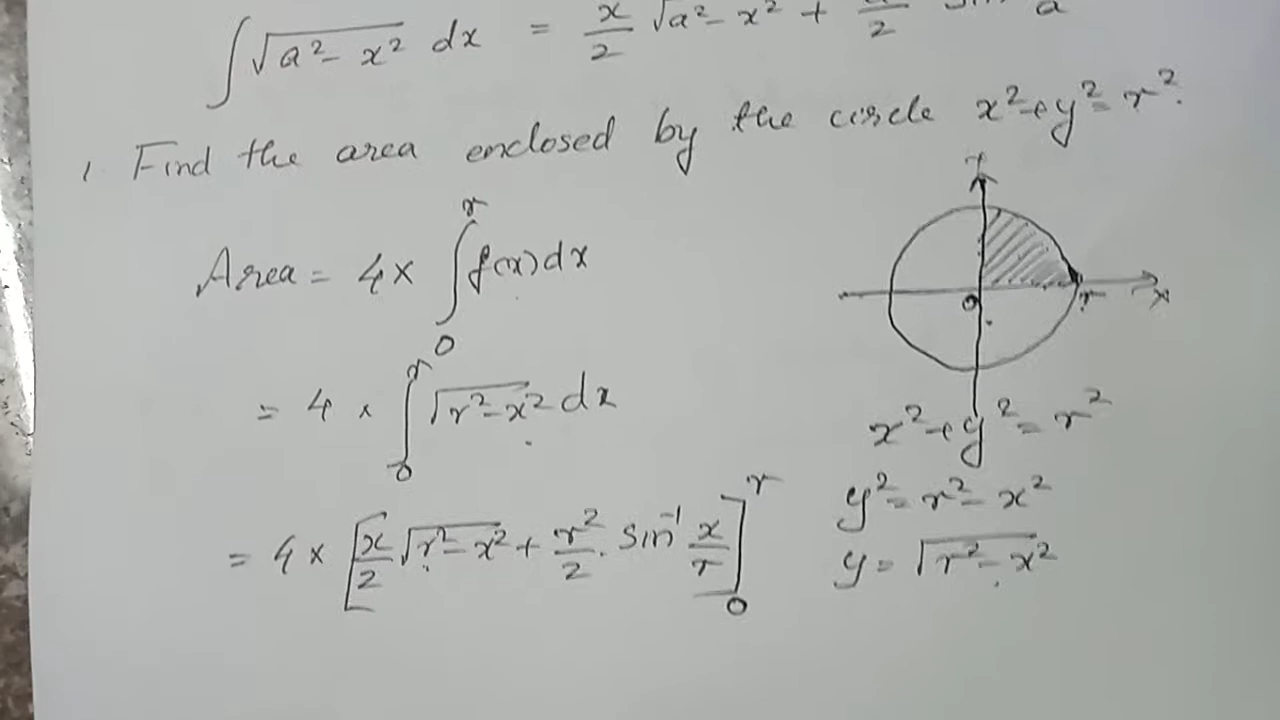 ∫√(a² - x²) dx = x/2 √(a² - x²) + /2 sin a
1 Find the area enclosed by the circle x²+y²= r².
Area = 4 × ∫₀ʳ f(x) dx
= 4 × ∫₀ʳ √(r²-x²) dx
= 4 × [x/2 √(r²-x²) + r²/2 . sin⁻¹ x/r]₀ʳ
Y
O
r
X
x²+y²= r²
y²= r²- x²
y= √(r²- x²)